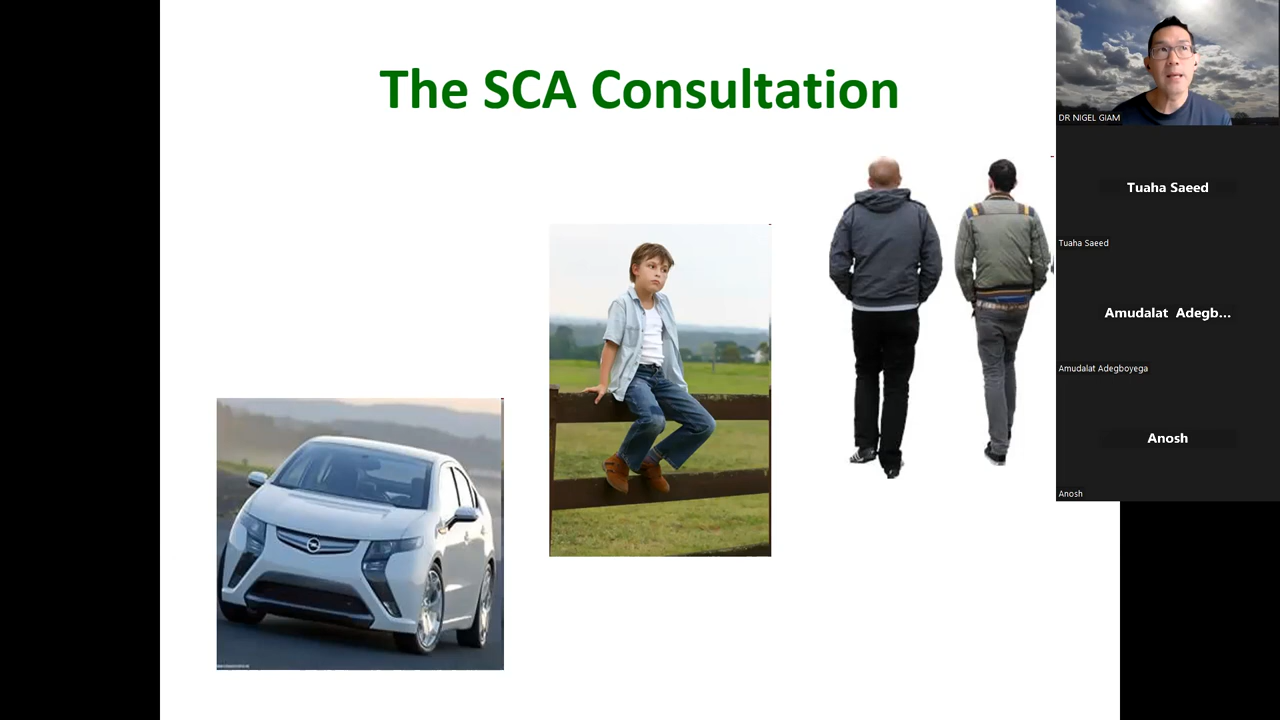 The SCA Consultation
DR NIGEL GIAM
Tuaha Saeed
Tuaha Saeed
Amudalat Adegb...
Amudalat Adegboyega
Anosh
Anosh